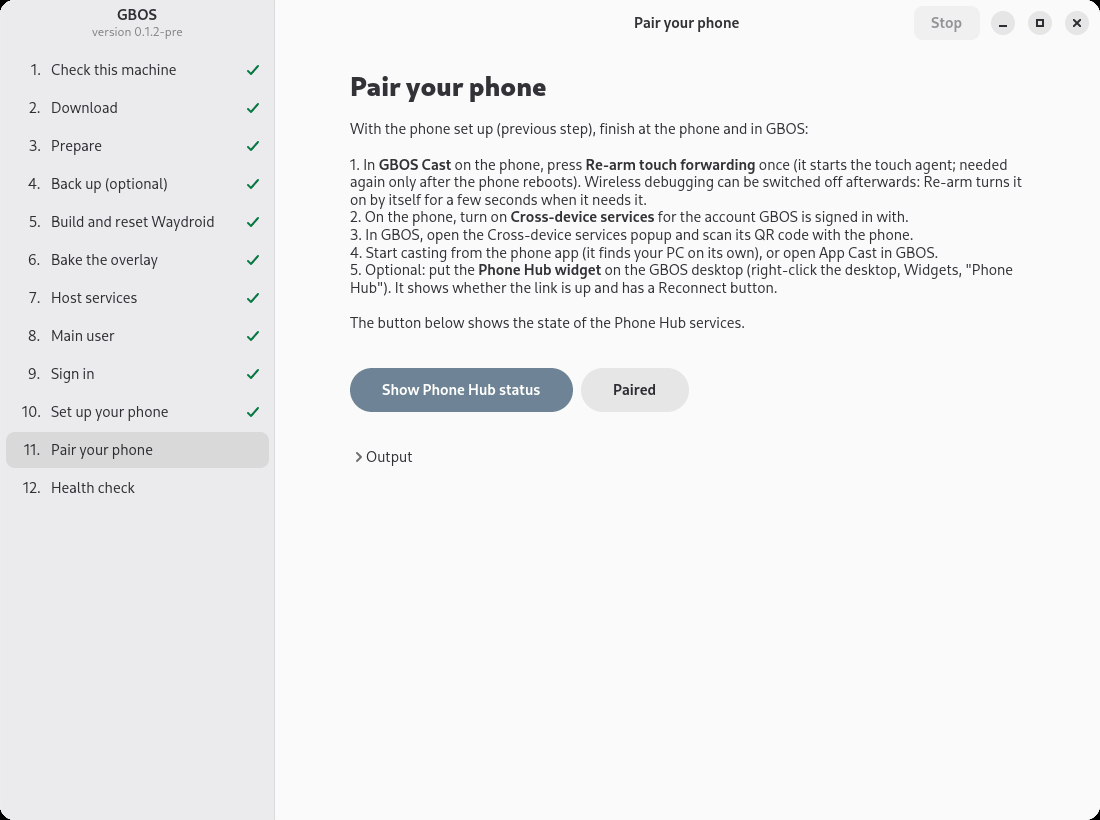 GBOS
version 0.1.2-pre
1. Check this machine
2. Download
3. Prepare
4. Back up (optional)
5. Build and reset Waydroid
6. Bake the overlay
7. Host services
8. Main user
9. Sign in
10. Set up your phone
11. Pair your phone
12. Health check
Pair your phone
Stop
Pair your phone
With the phone set up (previous step), finish at the phone and in GBOS:
1. In GBOS Cast on the phone, press Re-arm touch forwarding once (it starts the touch agent; needed
again only after the phone reboots). Wireless debugging can be switched off afterwards: Re-arm turns it
on by itself for a few seconds when it needs it.
2. On the phone, turn on Cross-device services for the account GBOS is signed in with.
3. In GBOS, open the Cross-device services popup and scan its QR code with the phone.
4. Start casting from the phone app (it finds your PC on its own), or open App Cast in GBOS.
5. Optional: put the Phone Hub widget on the GBOS desktop (right-click the desktop, Widgets, "Phone
Hub"). It shows whether the link is up and has a Reconnect button.
The button below shows the state of the Phone Hub services.
Show Phone Hub status
Paired
Output